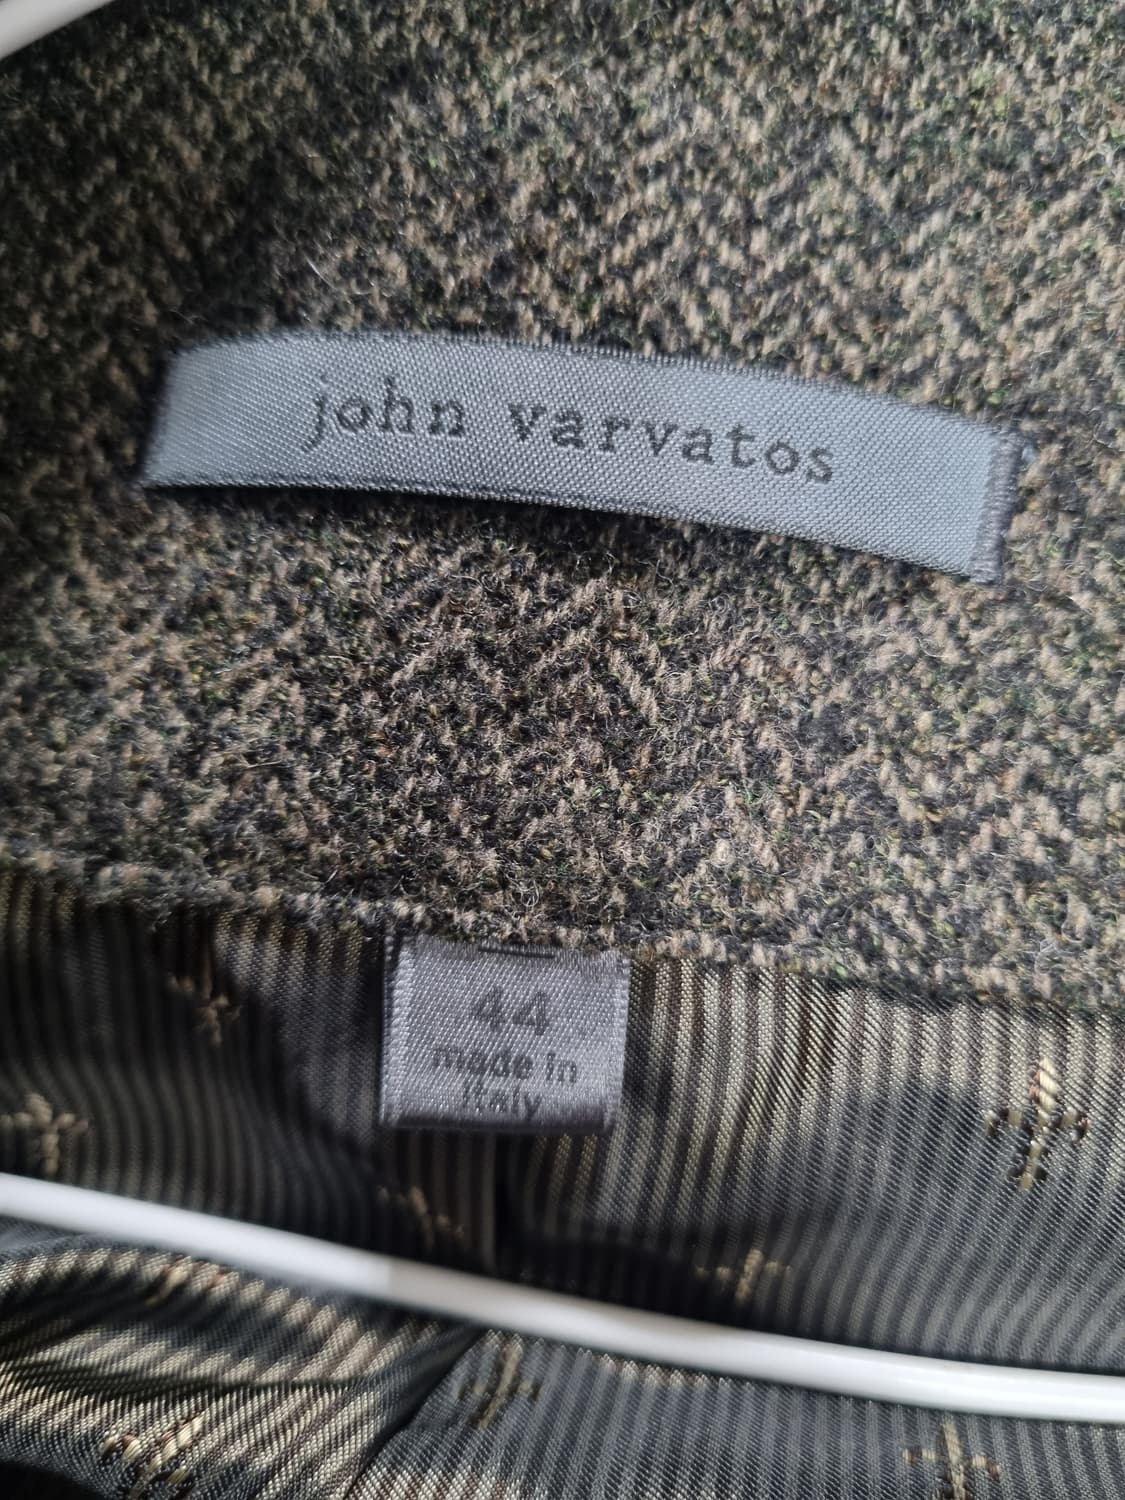 john varvatos
44
made in
Italy